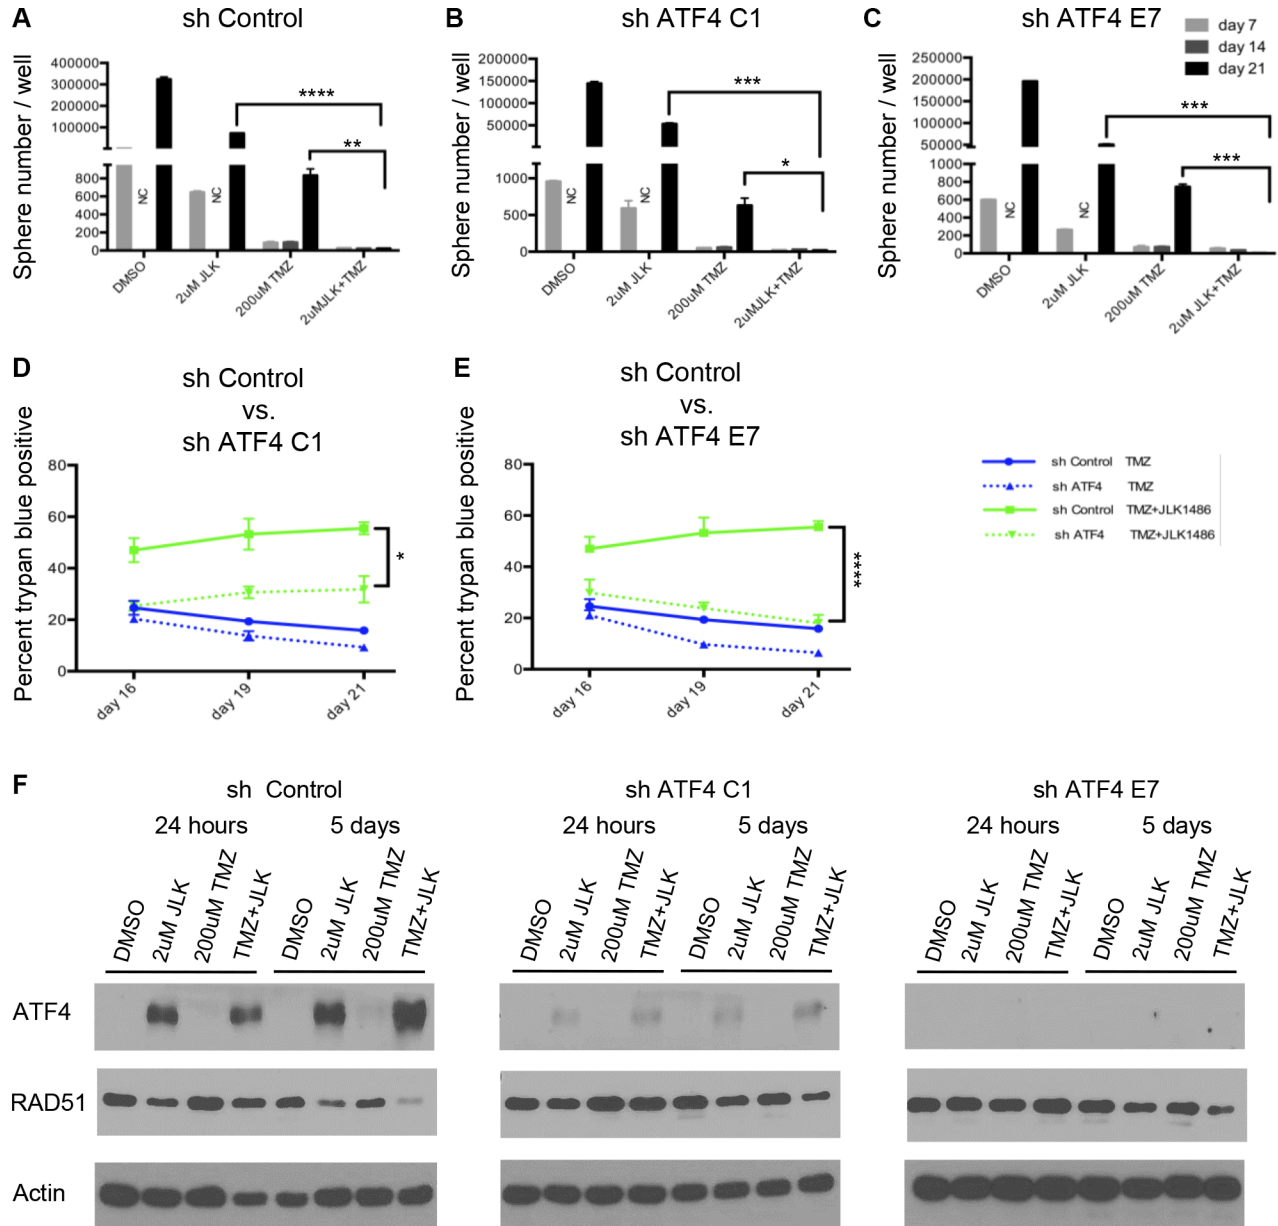 A
sh Control
Sphere number / well
400000
300000
200000
100000
800
600
400
200
0
NC
NC
****
**
DMSO
2uM JLK
200uM TMZ
2uMJLK+TMZ
B
sh ATF4 C1
Sphere number / well
200000
150000
100000
50000
1000
500
0
NC
NC
***
*
DMSO
2uM JLK
200uM TMZ
2uMJLK+TMZ
C
sh ATF4 E7
day 7
day 14
day 21
Sphere number / well
250000
200000
150000
100000
50000
1000
800
600
400
200
0
NC
NC
***
***
DMSO
2uM JLK
200uM TMZ
2uM JLK+TMZ
D
sh Control
vs.
sh ATF4 C1
Percent trypan blue positive
80
60
40
20
0
*
day 16
day 19
day 21
E
sh Control
vs.
sh ATF4 E7
Percent trypan blue positive
80
60
40
20
0
****
day 16
day 19
day 21
sh Control TMZ
sh ATF4 TMZ
sh Control TMZ+JLK1486
sh ATF4 TMZ+JLK1486
F
sh Control
24 hours
5 days
DMSO
2uM JLK
200uM TMZ
TMZ+JLK
DMSO
2uM JLK
200uM TMZ
TMZ+JLK
sh ATF4 C1
24 hours
5 days
DMSO
2uM JLK
200uM TMZ
TMZ+JLK
DMSO
2uM JLK
200uM TMZ
TMZ+JLK
sh ATF4 E7
24 hours
5 days
DMSO
2uM JLK
200uM TMZ
TMZ+JLK
DMSO
2uM JLK
200uM TMZ
TMZ+JLK
ATF4
RAD51
Actin